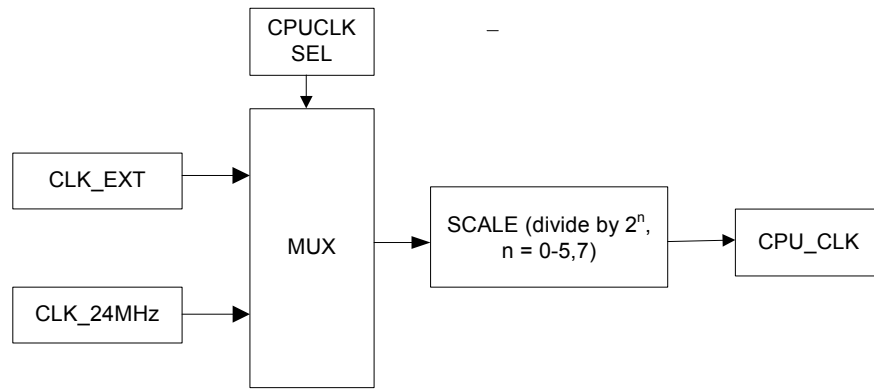 CPUCLK
SEL
–
CLK_EXT
MUX
SCALE (divide by 2ⁿ,
n = 0-5,7)
CPU_CLK
CLK_24MHz